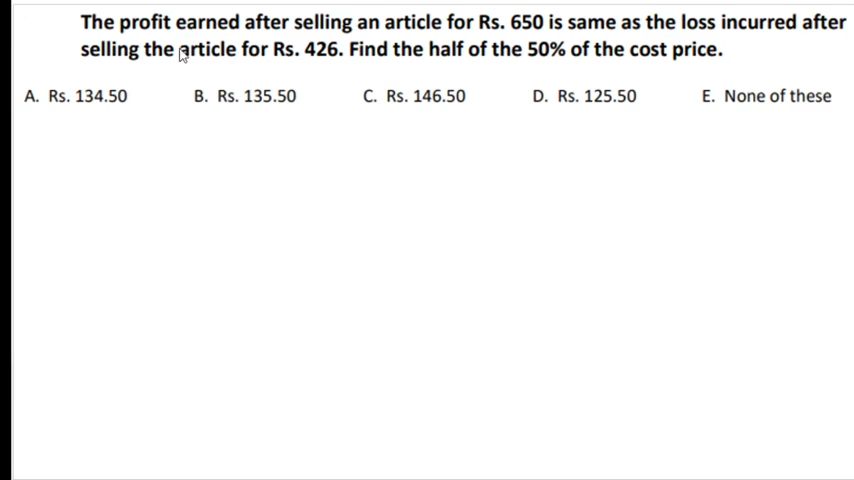 The profit earned after selling an article for Rs. 650 is same as the loss incurred after
selling the article for Rs. 426. Find the half of the 50% of the cost price.
A. Rs. 134.50 B. Rs. 135.50 C. Rs. 146.50 D. Rs. 125.50 E. None of these